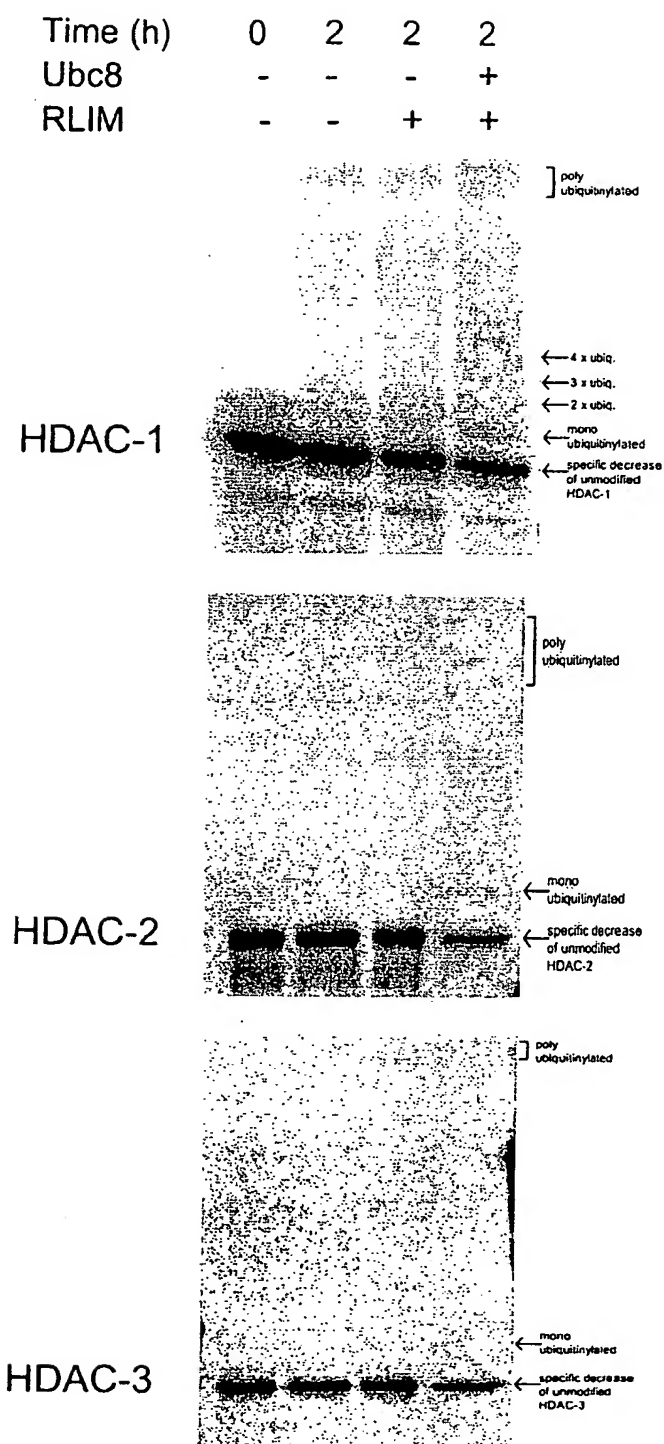 Time (h) 0 2 2 2
Ubc8 - - - +
RLIM - - + +
poly
ubiquitinylated
4 x ubiq.
3 x ubiq.
2 x ubiq.
HDAC-1
mono
ubiquitinylated
specific decrease
of unmodified
HDAC-1
poly
ubiquitinylated
mono
ubiquitinylated
HDAC-2
specific decrease
of unmodified
HDAC-2
poly
ubiquitinylated
mono
ubiquitinylated
HDAC-3
specific decrease
of unmodified
HDAC-3